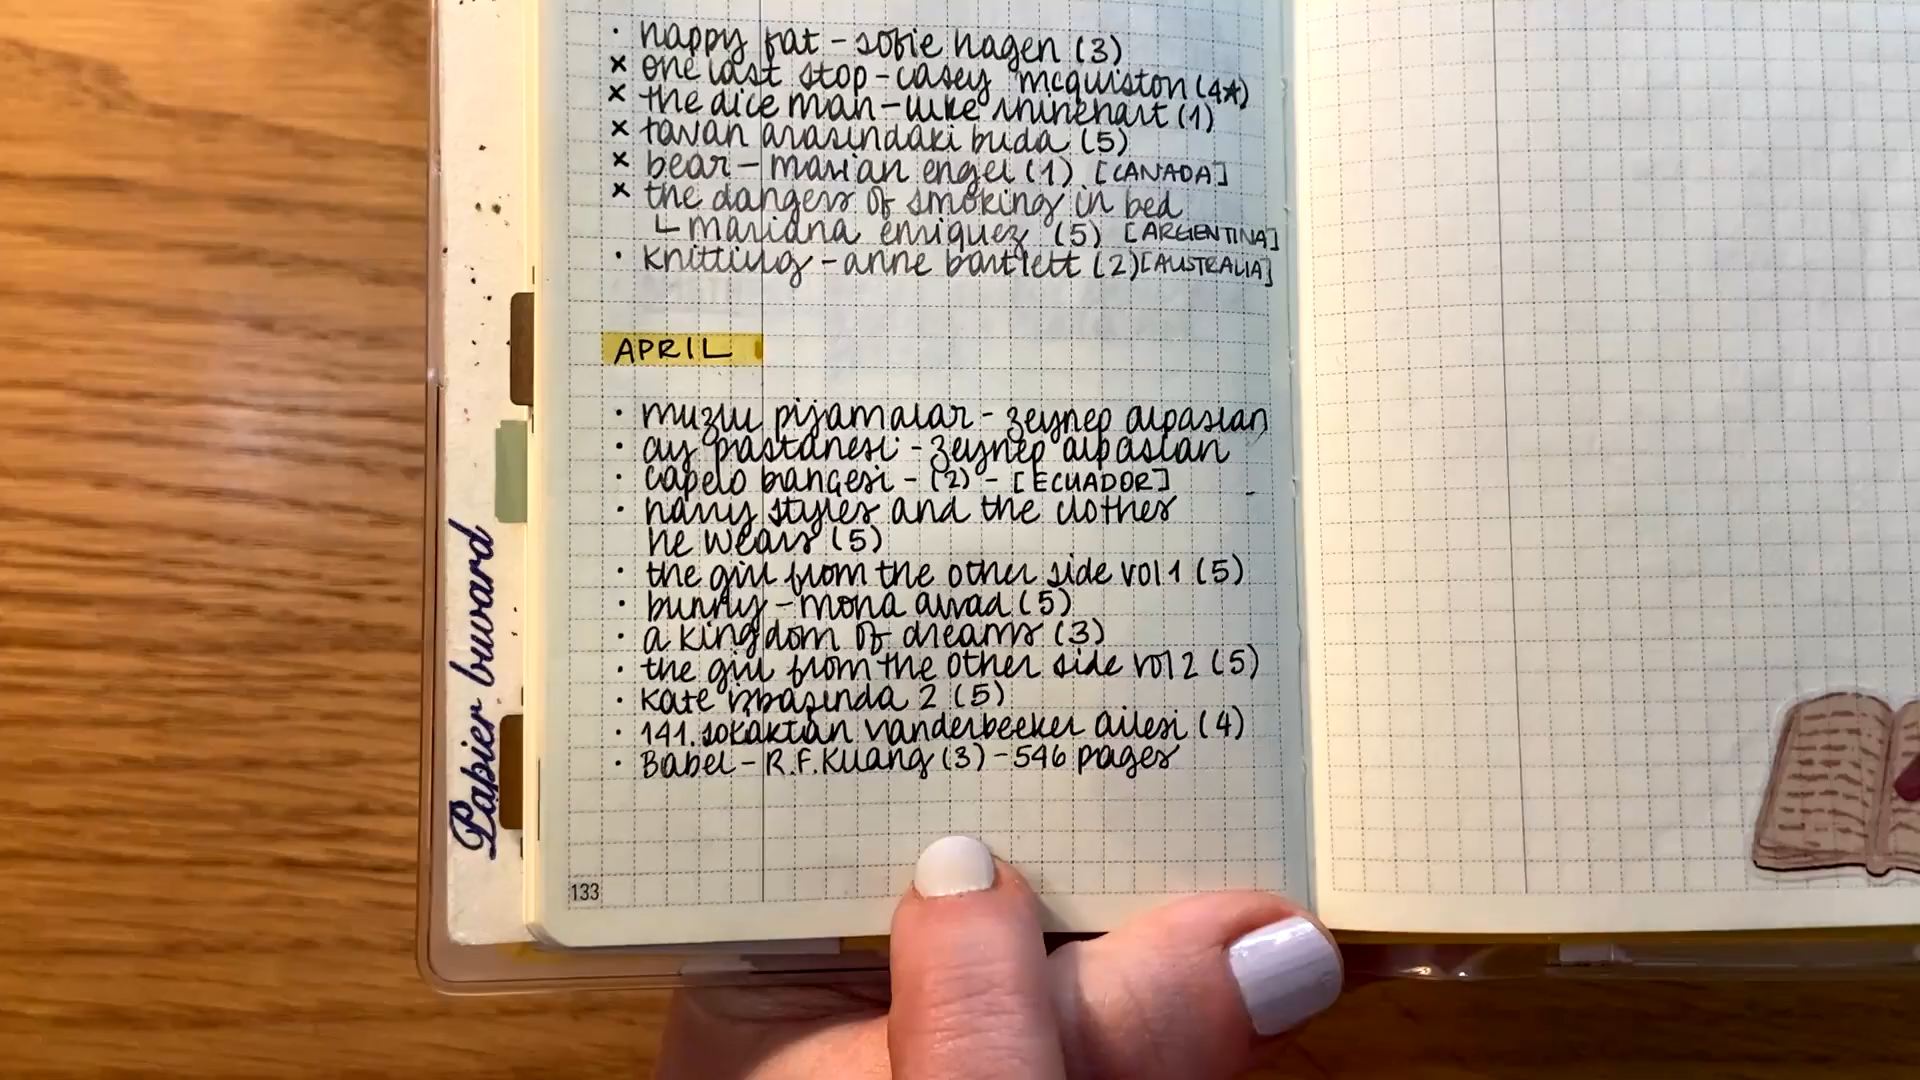 · happy fat - sofie hagen (3)
× one last stop - casey mcquiston (4★)
× the dice man - luke rhinehart (1)
× tavan arasındaki buda (5)
× bear - marian engel (1) [CANADA]
× the dangers of smoking in bed
↳ mariana enriquez (5) [ARGENTINA]
· knitting - anne bartlett (2) [AUSTRALIA]
APRIL
· muzlu pijamalar - zeynep alpaslan
· ay pastanesi - zeynep alpaslan
· capelo bahçesi - (2) - [ECUADOR]
· harry styles and the clothes
he wears (5)
· the girl from the other side vol 1 (5)
· bunny - mona awad (5)
· a kingdom of dreams (3)
· the girl from the other side vol 2 (5)
· kate işbaşında 2 (5)
· 141. sokaktan vanderbeeker ailesi (4)
· Babel - R.F. Kuang (3) - 546 pages
133
Papier buvard